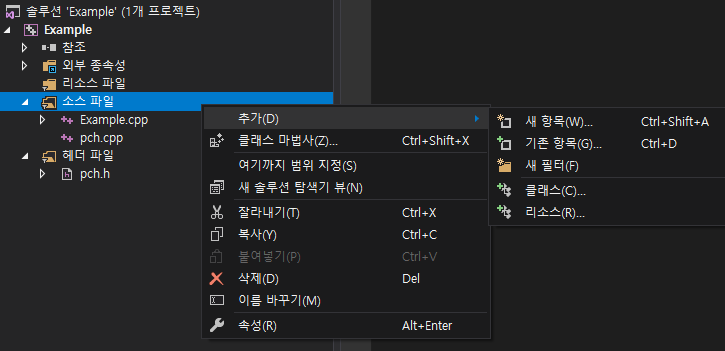 솔루션 'Example' (1개 프로젝트)
Example
참조
외부 종속성
리소스 파일
소스 파일
Example.cpp
pch.cpp
헤더 파일
pch.h
추가(D)
클래스 마법사(Z)... Ctrl+Shift+X
여기까지 범위 지정(S)
새 솔루션 탐색기 뷰(N)
잘라내기(T) Ctrl+X
복사(Y) Ctrl+C
붙여넣기(P) Ctrl+V
삭제(D) Del
이름 바꾸기(M)
속성(R) Alt+Enter
새 항목(W)... Ctrl+Shift+A
기존 항목(G)... Ctrl+D
새 필터(F)
클래스(C)...
리소스(R)...